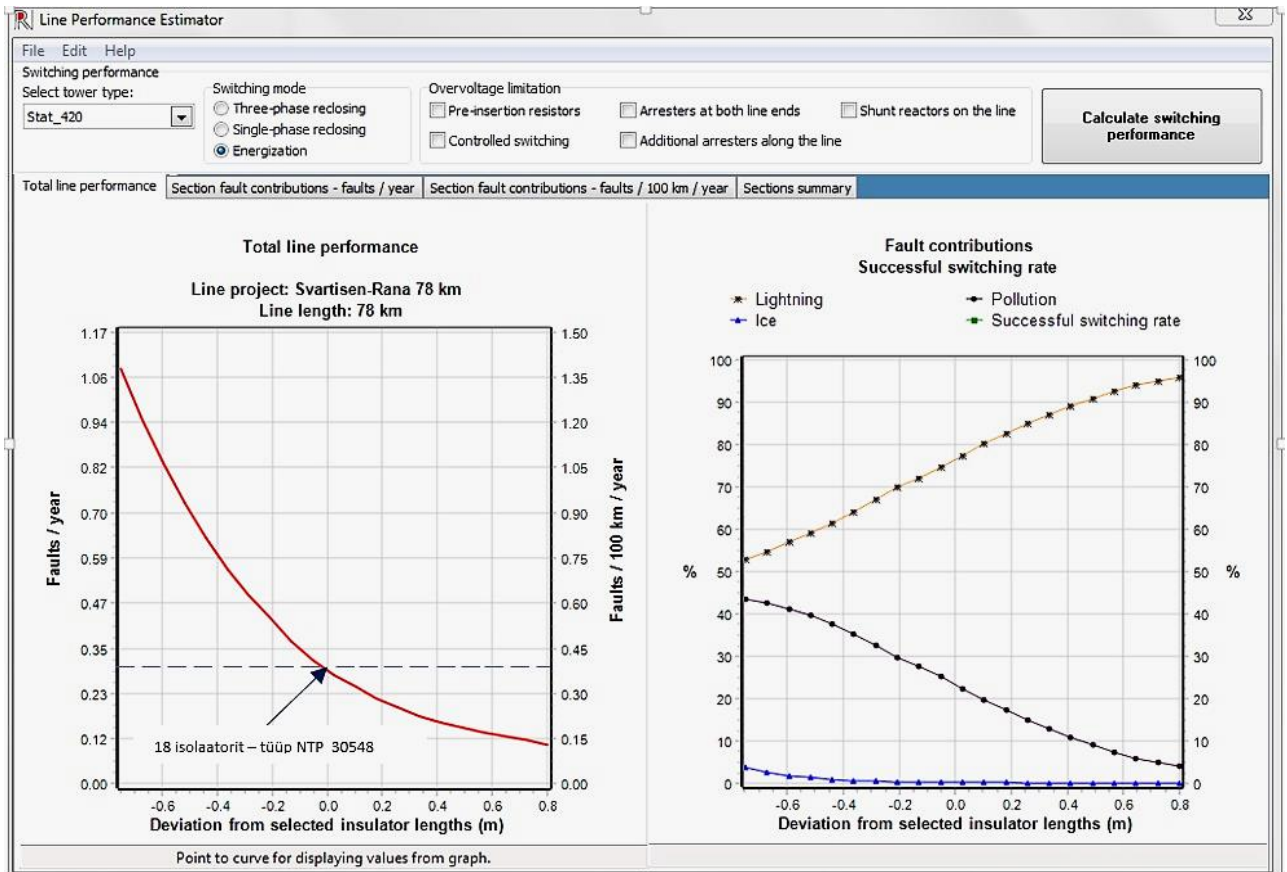 Line Performance Estimator
File Edit Help
Switching performance
Select tower type:
Stat_420
Switching mode
Three-phase reclosing
Single-phase reclosing
Energization
Overvoltage limitation
Pre-insertion resistors
Arresters at both line ends
Shunt reactors on the line
Controlled switching
Additional arresters along the line
Calculate switching
performance
Total line performance
Section fault contributions - faults / year
Section fault contributions - faults / 100 km / year
Sections summary
Total line performance
Line project: Svartisen-Rana 78 km
Line length: 78 km
Faults / year
1.17
1.06
0.94
0.82
0.70
0.59
0.47
0.35
0.23
0.12
0.00
1.50
1.35
1.20
1.05
0.90
0.75
0.60
0.45
0.30
0.15
0.00
Faults / 100 km / year
18 isolaatorit – tüüp NTP 30548
-0.6 -0.4 -0.2 0.0 0.2 0.4 0.6 0.8
Deviation from selected insulator lengths (m)
Point to curve for displaying values from graph.
Fault contributions
Successful switching rate
Lightning
Pollution
Ice
Successful switching rate
%
100
90
80
70
60
50
40
30
20
10
0
100
90
80
70
60
50
40
30
20
10
0
%
-0.6 -0.4 -0.2 0.0 0.2 0.4 0.6 0.8
Deviation from selected insulator lengths (m)